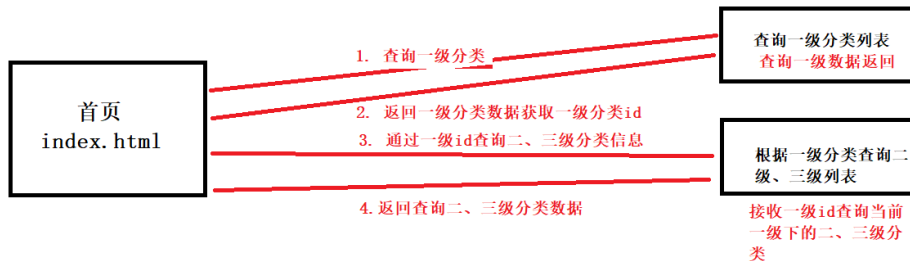 首页
index.html
1. 查询一级分类
2. 返回一级分类数据获取一级分类id
3. 通过一级id查询二、三级分类信息
4.返回查询二、三级分类数据
查询一级分类列表
查询一级数据返回
根据一级分类查询二
级、三级列表
接收一级id查询当前
一级下的二、三级分
类